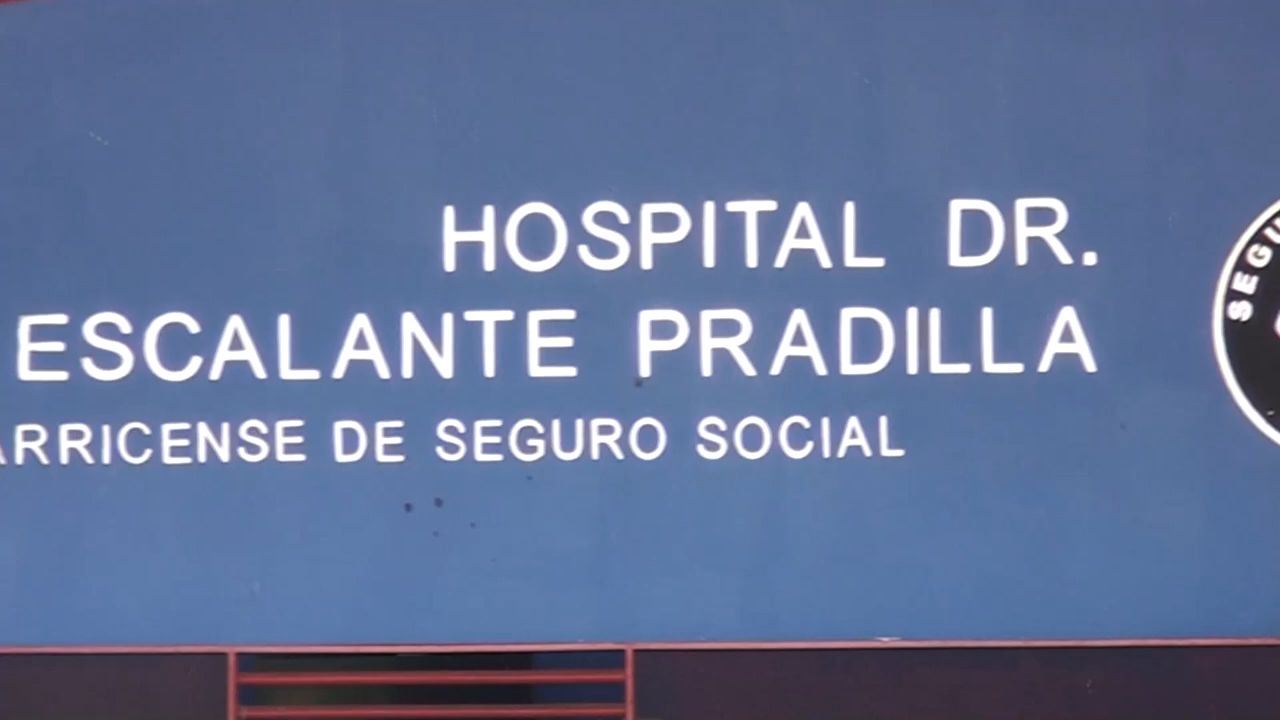 HOSPITAL DR.
ESCALANTE PRADILLA
ARRICENSE DE SEGURO SOCIAL